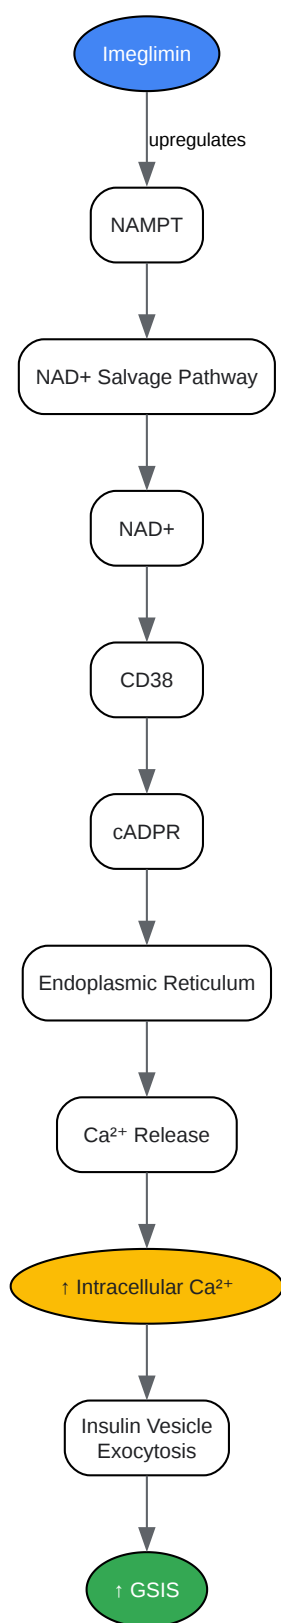 Imeglimin
upregulates
NAMPT
NAD+ Salvage Pathway
NAD+
CD38
cADPR
Endoplasmic Reticulum
Ca²⁺ Release
↑ Intracellular Ca²⁺
Insulin Vesicle
Exocytosis
↑ GSIS